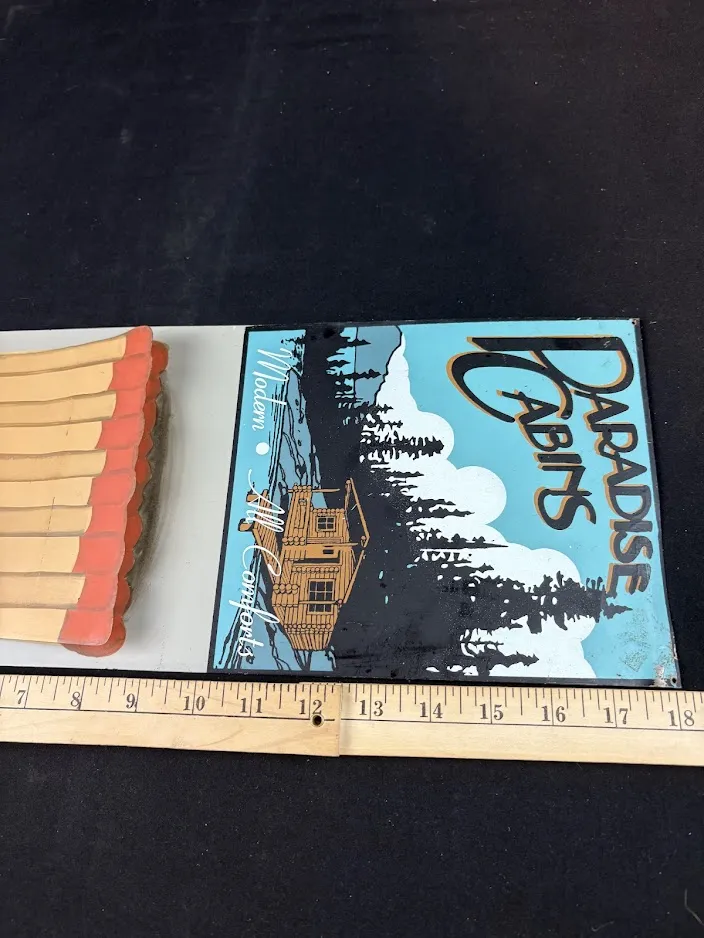 PARADISE
CABINS
Modern • All Comforts
7 8 9 10 11 12 13 14 15 16 17 18